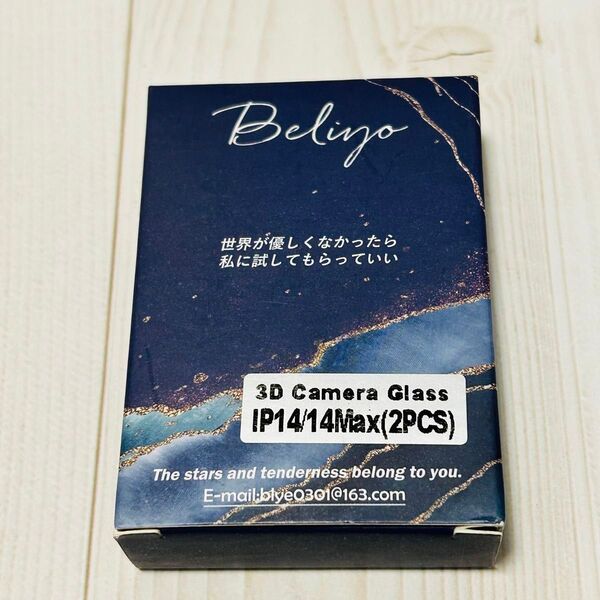 Beliyo
世界が優しくなかったら
私に試してもらっていい
3D Camera Glass
IP14/14Max(2PCS)
The stars and tenderness belong to you.
E-mail:blye0301@163.com